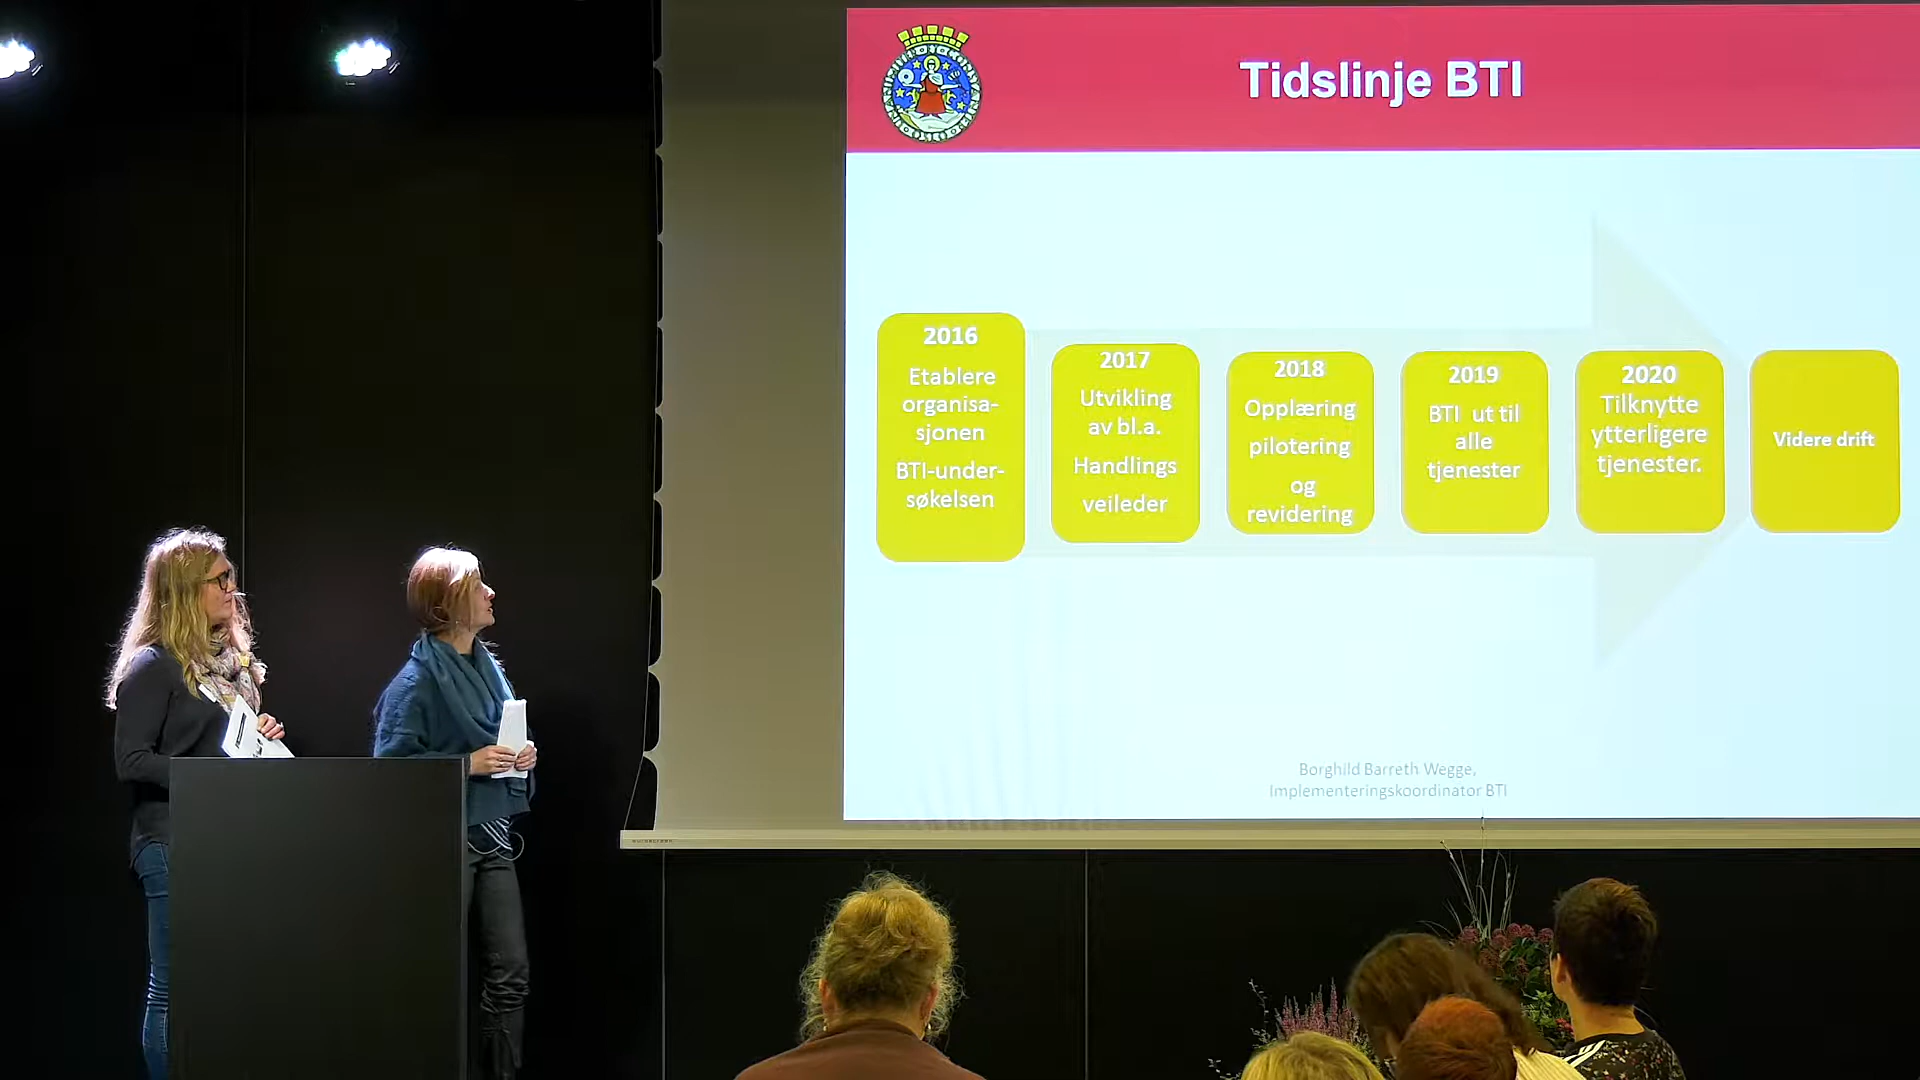 Tidslinje BTI
2016
Etablere
organisa-
sjonen
BTI-under-
søkelsen
2017
Utvikling
av bl.a.
Handlings
veileder
2018
Opplæring
pilotering
og
revidering
2019
BTI ut til
alle
tjenester
2020
Tilknytte
ytterligere
tjenester.
Videre drift
Borghild Barreth Wegge,
Implementeringskoordinator BTI